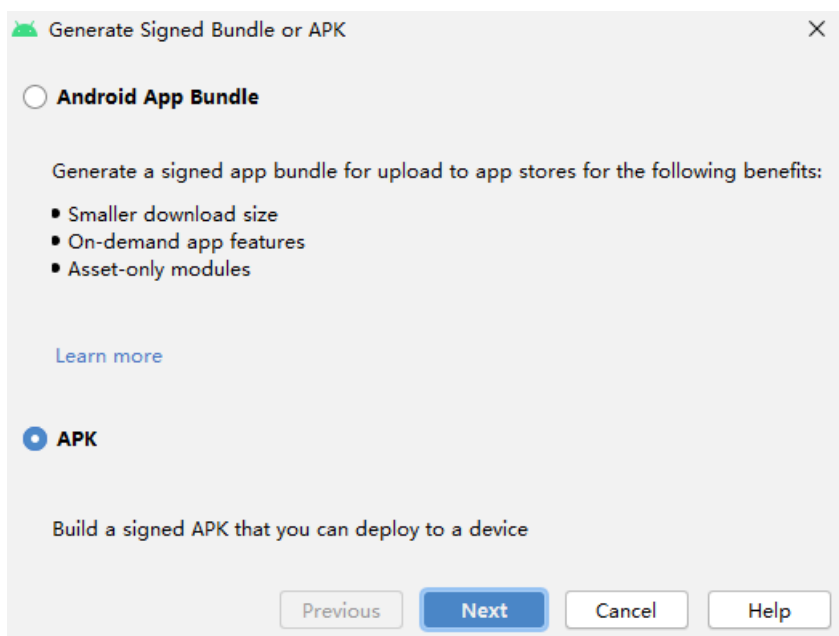 Generate Signed Bundle or APK
Android App Bundle
Generate a signed app bundle for upload to app stores for the following benefits:
• Smaller download size
• On-demand app features
• Asset-only modules
Learn more
APK
Build a signed APK that you can deploy to a device
Previous Next Cancel Help